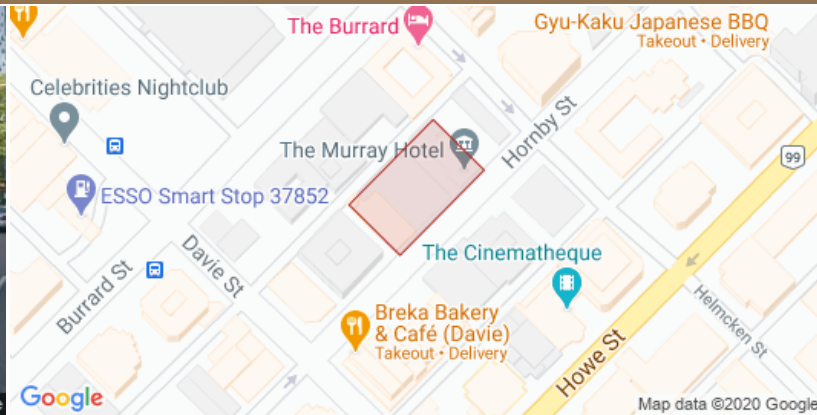 The Burrard
Gyu-Kaku Japanese BBQ
Takeout • Delivery
Celebrities Nightclub
The Murray Hotel
Hornby St
99
ESSO Smart Stop 37852
Davie St
Burrard St
The Cinematheque
Helmcken St
Breka Bakery
& Café (Davie)
Takeout • Delivery
Howe St
Google
Map data ©2020 Google